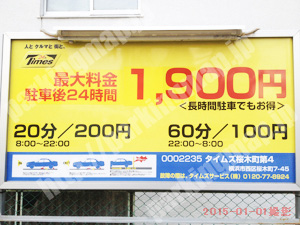 人と クルマと 街と、
Times
最大料金
駐車後24時間
1,900円
<長時間駐車でもお得>
20分／200円
8:00～22:00
60分／100円
22:00～8:00
0002235 タイムズ桜木町第4
横浜市西区桜木町7-45
タイムズサービス(株) 0120-77-8924
2015-01-01撮影